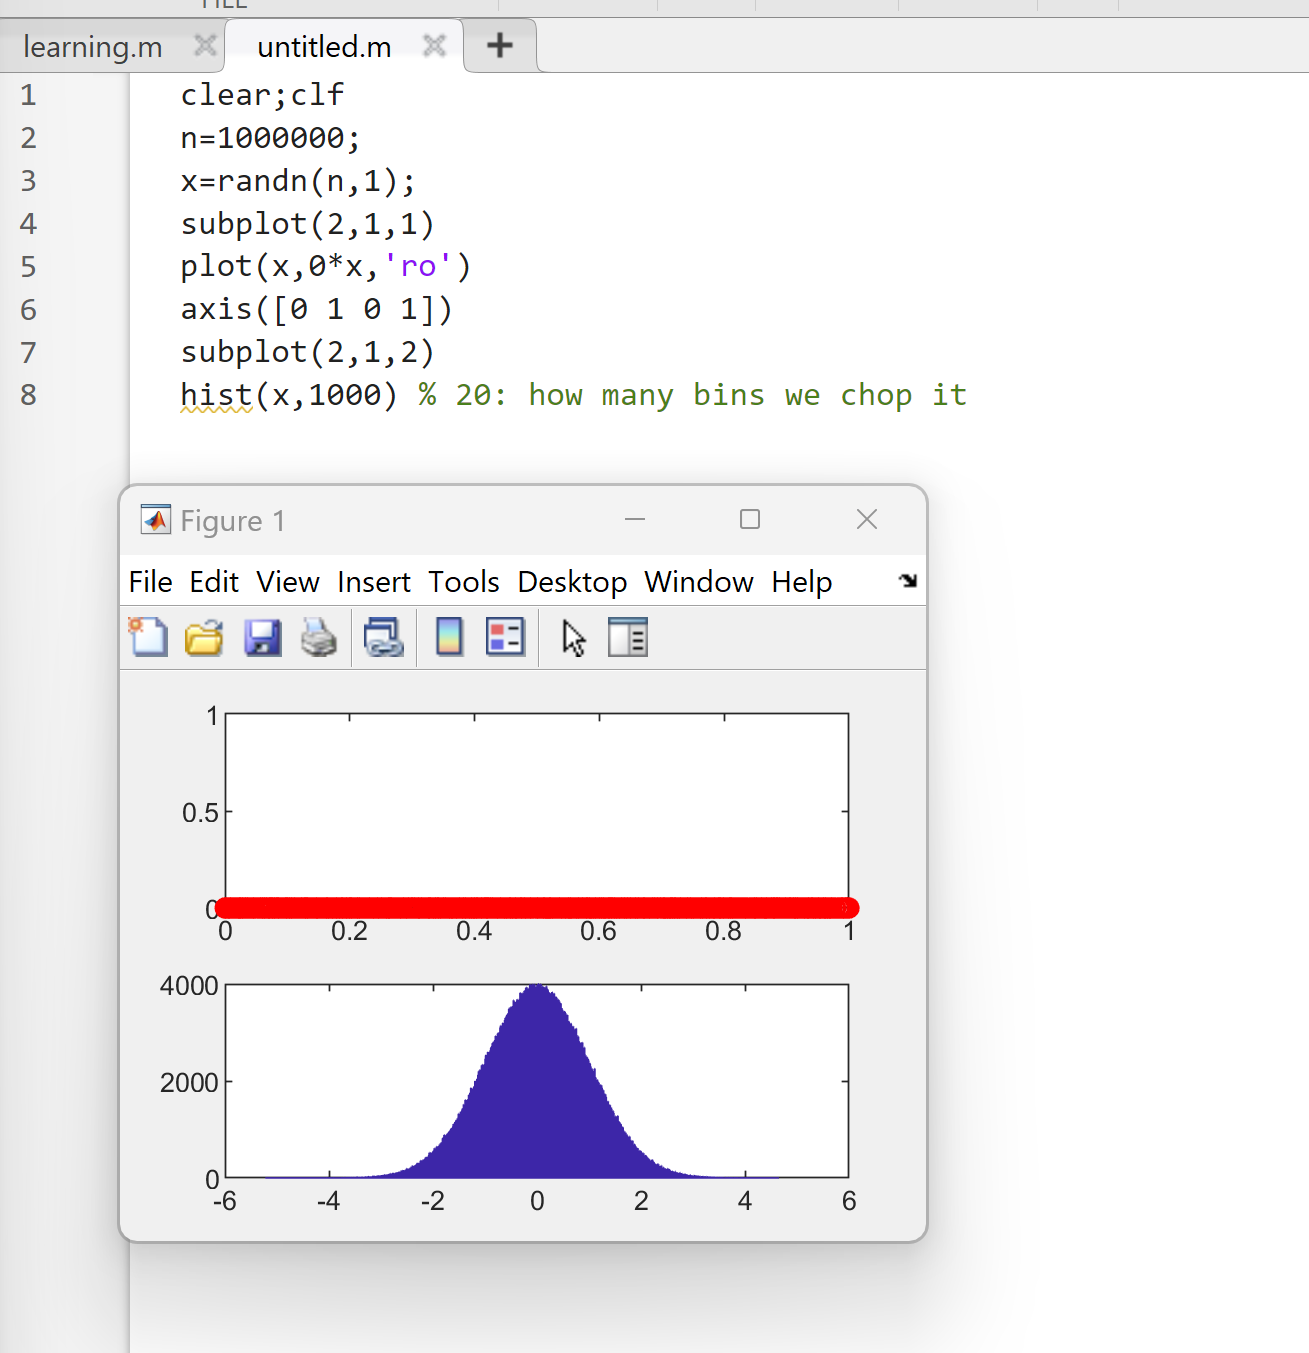 FILE
learning.m untitled.m
1 clear;clf
2 n=1000000;
3 x=randn(n,1);
4 subplot(2,1,1)
5 plot(x,0*x,'ro')
6 axis([0 1 0 1])
7 subplot(2,1,2)
8 hist(x,1000) % 20: how many bins we chop it
Figure 1
File Edit View Insert Tools Desktop Window Help
1
0.5
0
0 0.2 0.4 0.6 0.8 1
4000
2000
0
-6 -4 -2 0 2 4 6